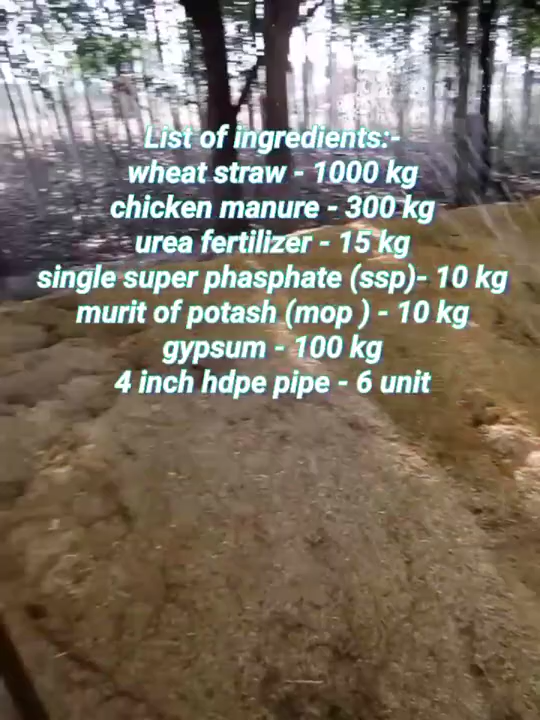 List of ingredients:-
wheat straw - 1000 kg
chicken manure - 300 kg
urea fertilizer - 15 kg
single super phasphate (ssp)- 10 kg
murit of potash (mop ) - 10 kg
gypsum - 100 kg
4 inch hdpe pipe - 6 unit